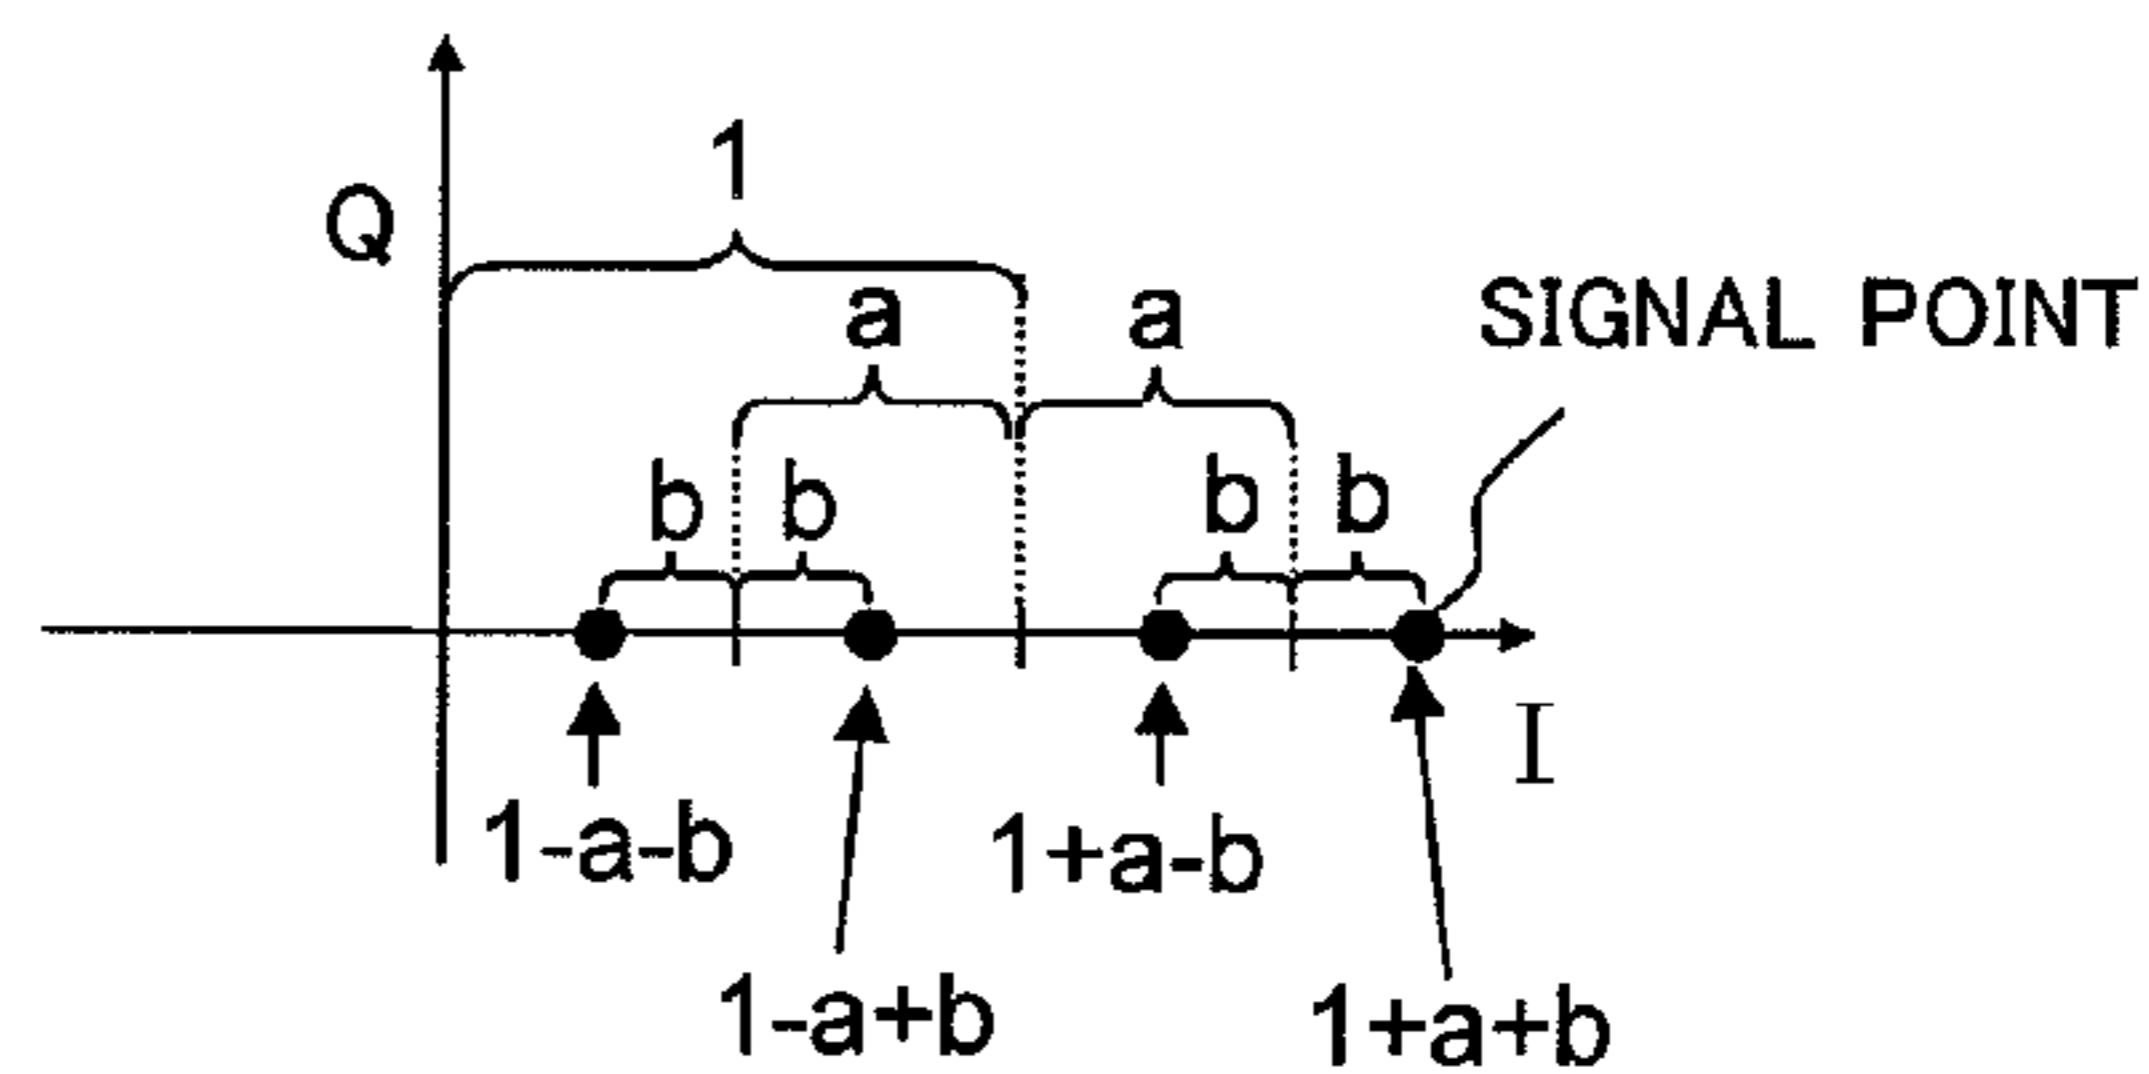 1
Q
a a SIGNAL POINT
b b b b
I
1-a-b 1+a-b
1-a+b 1+a+b